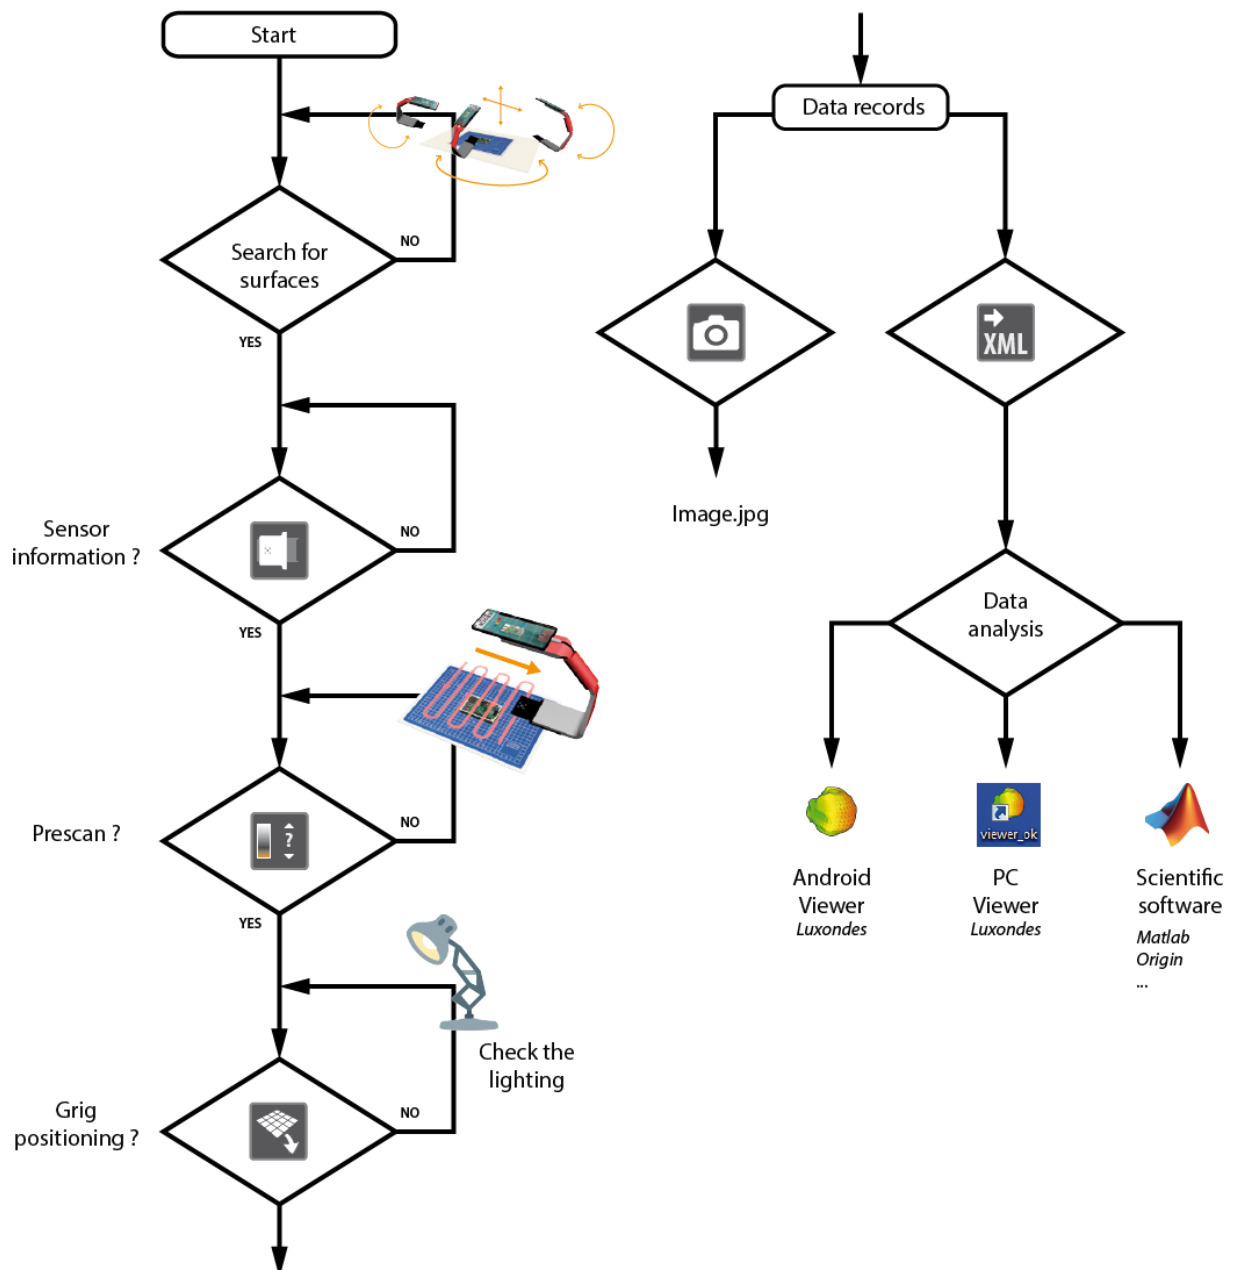 Start
Search for
surfaces
NO
YES
Sensor
information ?
NO
YES
Prescan ?
?
NO
YES
Check the
lighting
Grig
positioning ?
NO
Data records
XML
Image.jpg
Data
analysis
viewer_ok
Android
Viewer
Luxondes
PC
Viewer
Luxondes
Scientific
software
Matlab
Origin
...